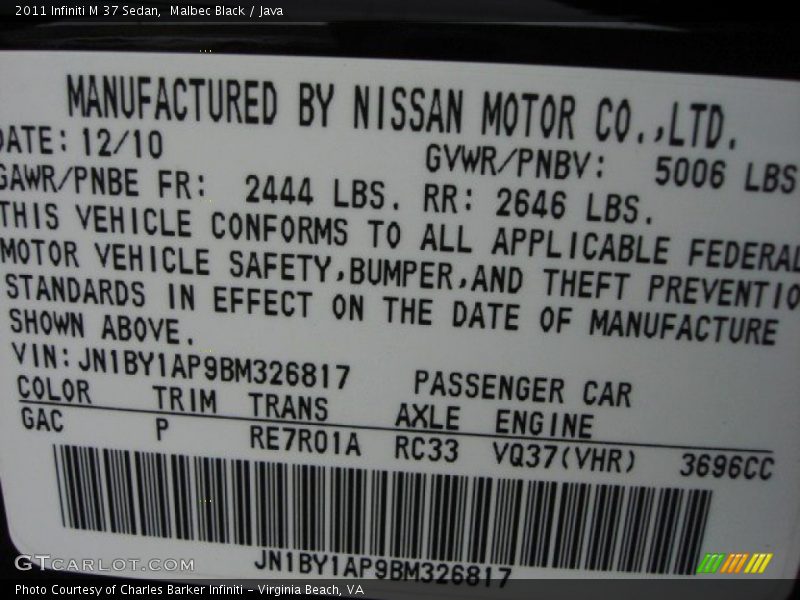 2011 Infiniti M 37 Sedan,  Malbec Black / Java
MANUFACTURED BY NISSAN MOTOR CO.,LTD.
DATE: 12/10 GVWR/PNBV: 5006 LBS
GAWR/PNBE FR: 2444 LBS. RR: 2646 LBS.
THIS VEHICLE CONFORMS TO ALL APPLICABLE FEDERAL
MOTOR VEHICLE SAFETY,BUMPER,AND THEFT PREVENTIO
STANDARDS IN EFFECT ON THE DATE OF MANUFACTURE
SHOWN ABOVE.
VIN: JN1BY1AP9BM326817 PASSENGER CAR
COLOR TRIM TRANS AXLE ENGINE
GAC P RE7R01A RC33 VQ37(VHR) 3696CC
JN1BY1AP9BM326817
GTCARLOT.COM
Photo Courtesy of Charles Barker Infiniti - Virginia Beach, VA